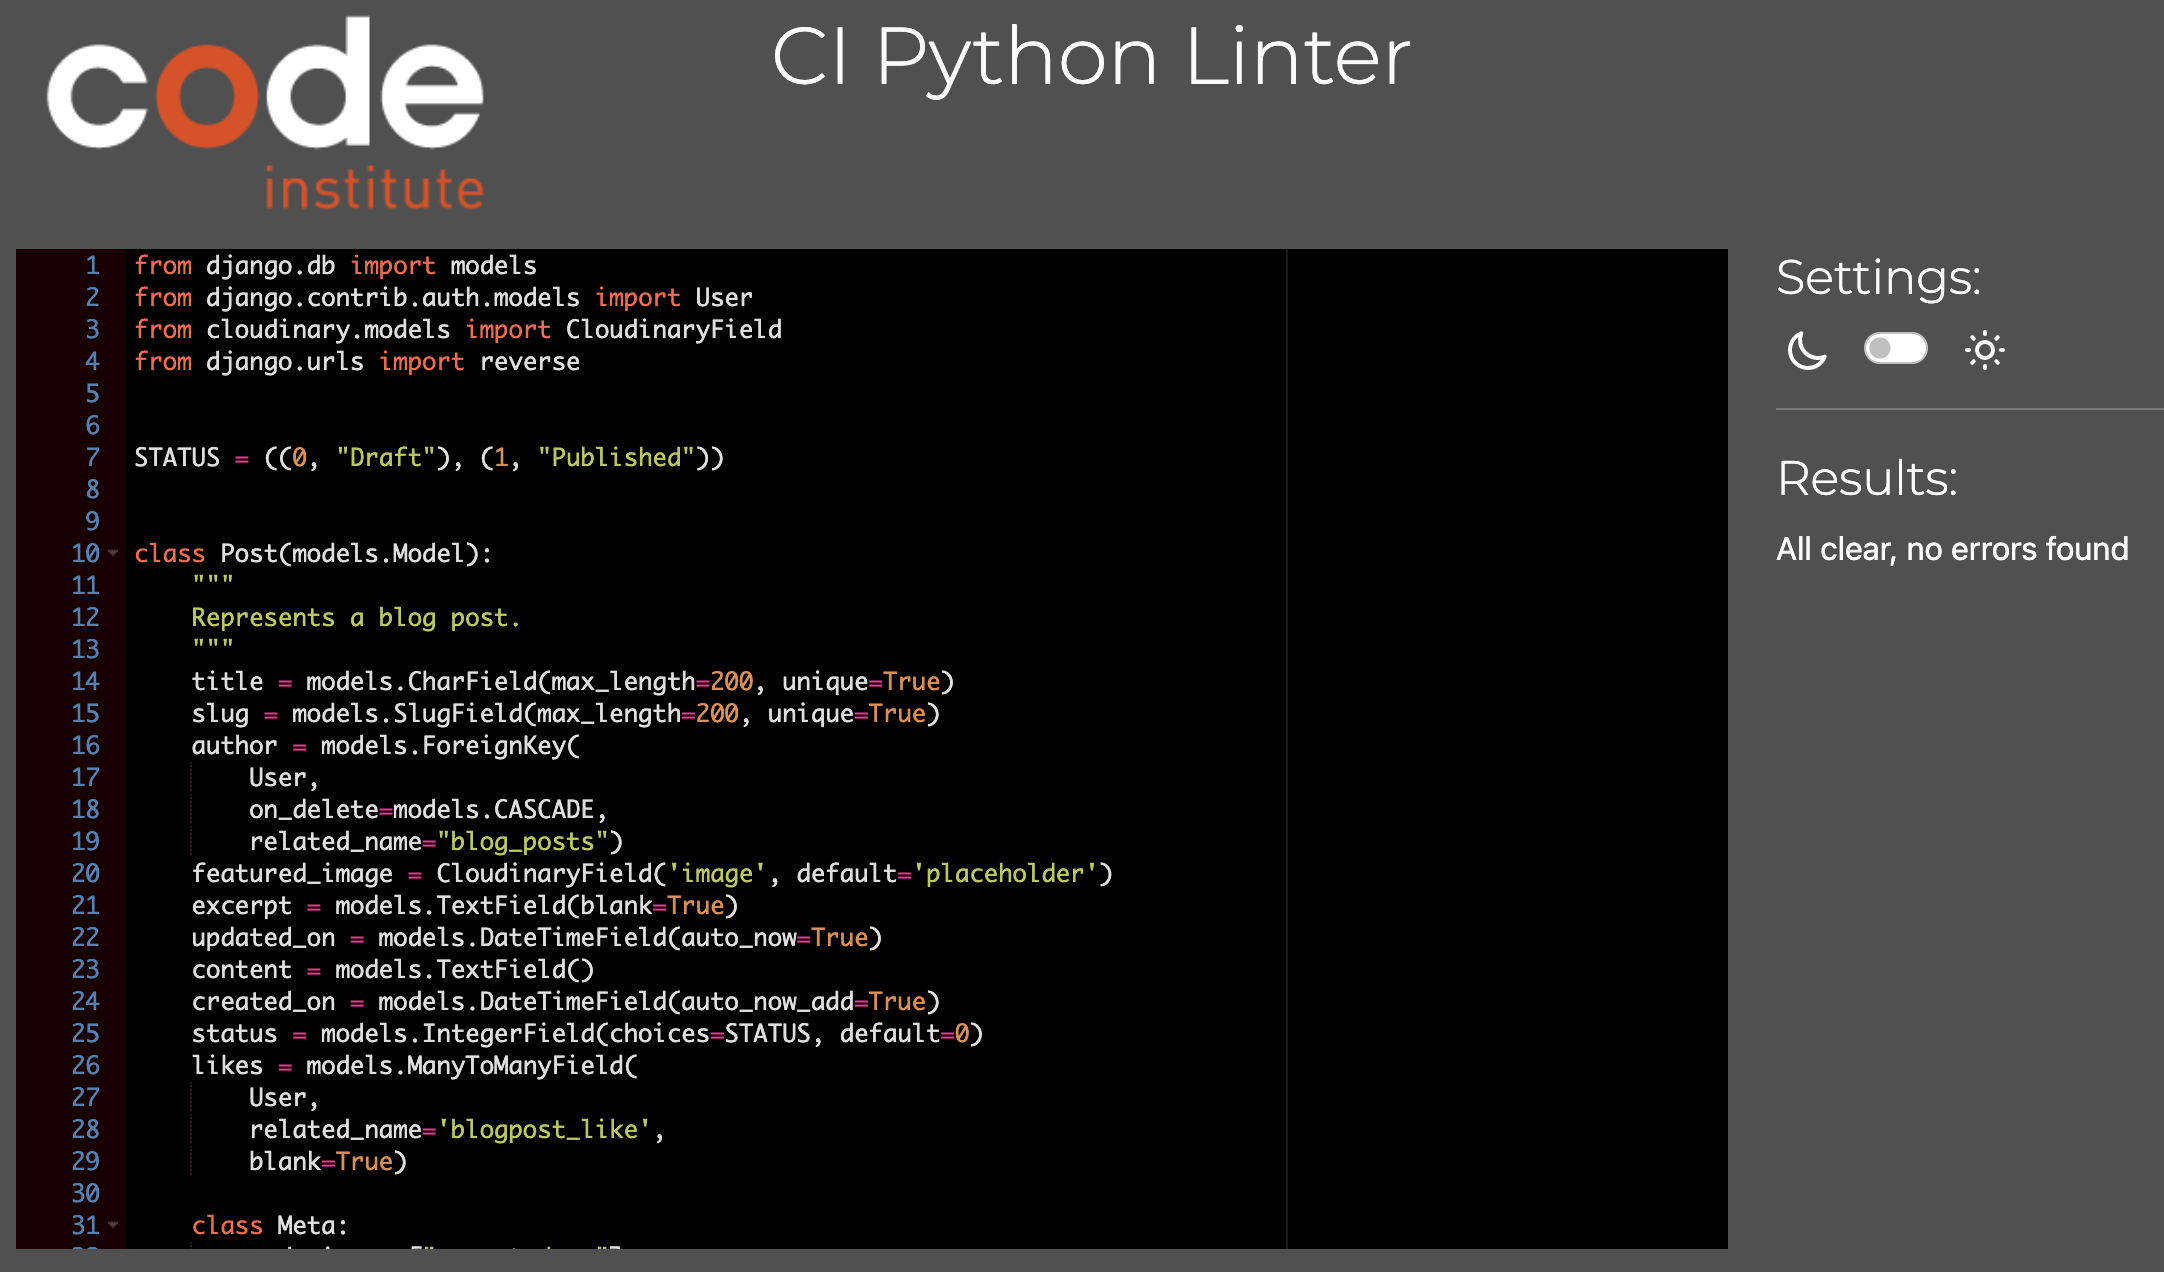 code
institute
CI Python Linter
1 from django.db import models
2 from django.contrib.auth.models import User
3 from cloudinary.models import CloudinaryField
4 from django.urls import reverse
5
6
7 STATUS = ((0, "Draft"), (1, "Published"))
8
9
10 class Post(models.Model):
11     """
12     Represents a blog post.
13     """
14     title = models.CharField(max_length=200, unique=True)
15     slug = models.SlugField(max_length=200, unique=True)
16     author = models.ForeignKey(
17         User,
18         on_delete=models.CASCADE,
19         related_name="blog_posts")
20     featured_image = CloudinaryField('image', default='placeholder')
21     excerpt = models.TextField(blank=True)
22     updated_on = models.DateTimeField(auto_now=True)
23     content = models.TextField()
24     created_on = models.DateTimeField(auto_now_add=True)
25     status = models.IntegerField(choices=STATUS, default=0)
26     likes = models.ManyToManyField(
27         User,
28         related_name='blogpost_like',
29         blank=True)
30
31     class Meta:
Settings:
Results:
All clear, no errors found